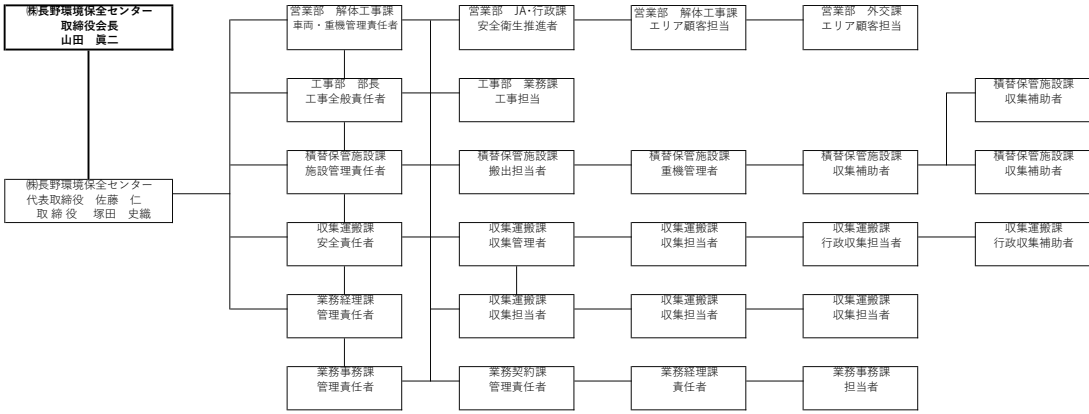 ㈱長野環境保全センター
取締役会長
山田　眞二
㈱長野環境保全センター
代表取締役　佐藤　仁
取 締 役　塚田　史織
営業部　解体工事課
車両・重機管理責任者
営業部　JA・行政課
安全衛生推進者
営業部　解体工事課
エリア顧客担当
営業部　外交課
エリア顧客担当
工事部　部長
工事全般責任者
工事部　業務課
工事担当
積替保管施設課
収集補助者
積替保管施設課
施設管理責任者
積替保管施設課
搬出担当者
積替保管施設課
重機管理者
積替保管施設課
収集補助者
積替保管施設課
収集補助者
収集運搬課
安全責任者
収集運搬課
収集管理者
収集運搬課
収集担当者
収集運搬課
行政収集担当者
収集運搬課
行政収集補助者
業務経理課
管理責任者
収集運搬課
収集担当者
収集運搬課
収集担当者
収集運搬課
収集担当者
業務事務課
管理責任者
業務契約課
管理責任者
業務経理課
責任者
業務事務課
担当者